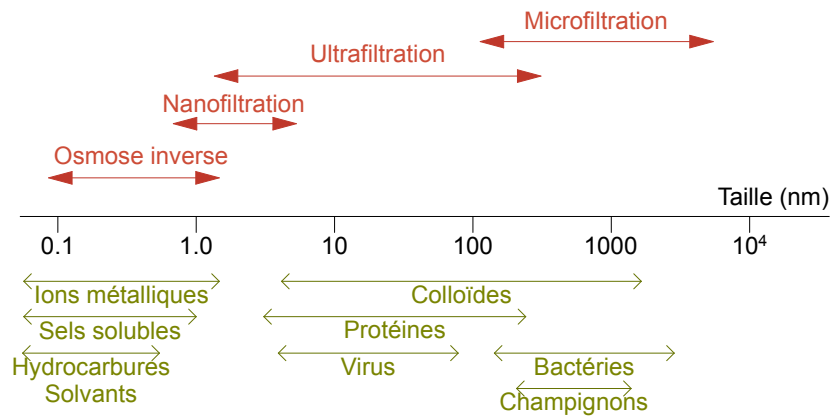 Microfiltration
Ultrafiltration
Nanofiltration
Osmose inverse
Taille (nm)
0.1 1.0 10 100 1000 10⁴
Ions métalliques Colloïdes
Sels solubles Protéines
Hydrocarbures Virus Bactéries
Solvants Champignons